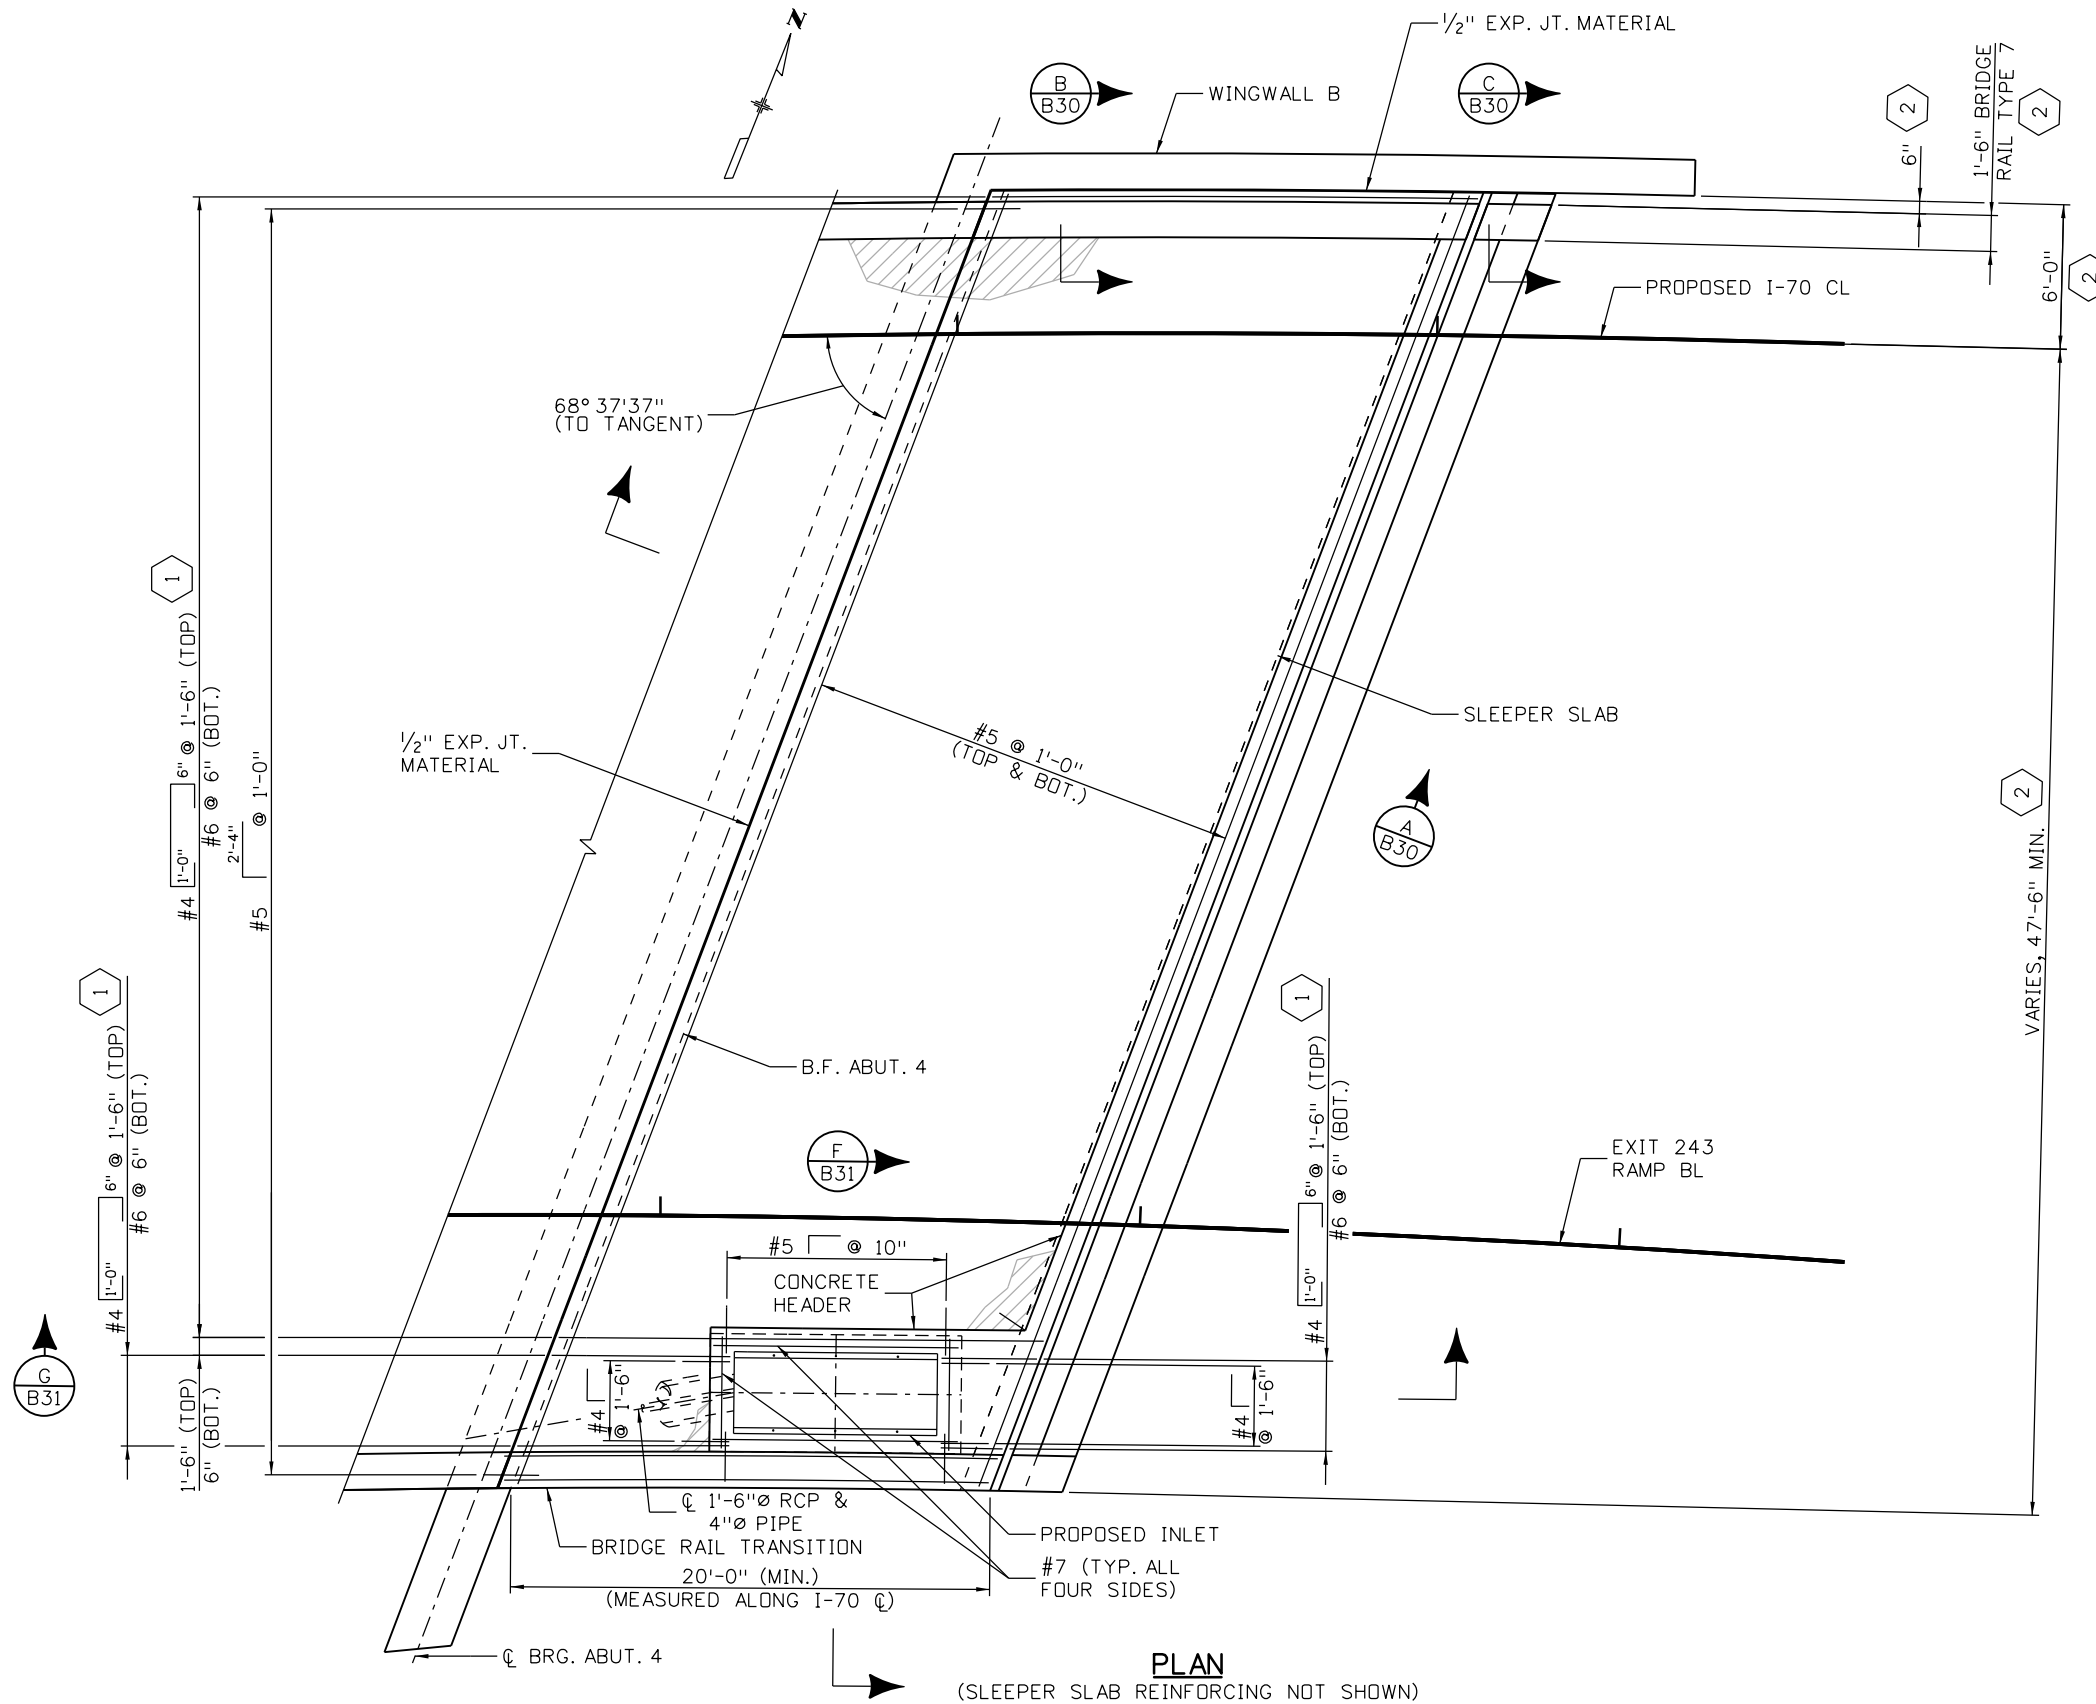 N
1/2" EXP. JT. MATERIAL
B
B30
WINGWALL B
C
B30
2
6"
1'-6" BRIDGE
RAIL TYPE 7
2
6'-0"
2
PROPOSED I-70 CL
68°37'37"
(TO TANGENT)
1
#4 1'-0" 6" @ 1'-6" (TOP)
#6 @ 6" (BOT.)
2'-4"
#5 @ 1'-0"
1/2" EXP. JT.
MATERIAL
#5 @ 1'-0"
(TOP & BOT.)
SLEEPER SLAB
A
B30
2
VARIES, 47'-6" MIN.
1
#4 1'-0" 6" @ 1'-6" (TOP)
#6 @ 6" (BOT.)
B.F. ABUT. 4
1
#4 1'-0" 6" @ 1'-6" (TOP)
#6 @ 6" (BOT.)
F
B31
EXIT 243
RAMP BL
#5 @ 10"
CONCRETE
HEADER
G
B31
1'-6" (TOP)
6" (BOT.)
#4
@ 1'-6"
#4
@ 1'-6"
℄ 1'-6"Ø RCP &
4"Ø PIPE
BRIDGE RAIL TRANSITION
PROPOSED INLET
#7 (TYP. ALL
FOUR SIDES)
20'-0" (MIN.)
(MEASURED ALONG I-70 ℄)
℄ BRG. ABUT. 4
PLAN
(SLEEPER SLAB REINFORCING NOT SHOWN)